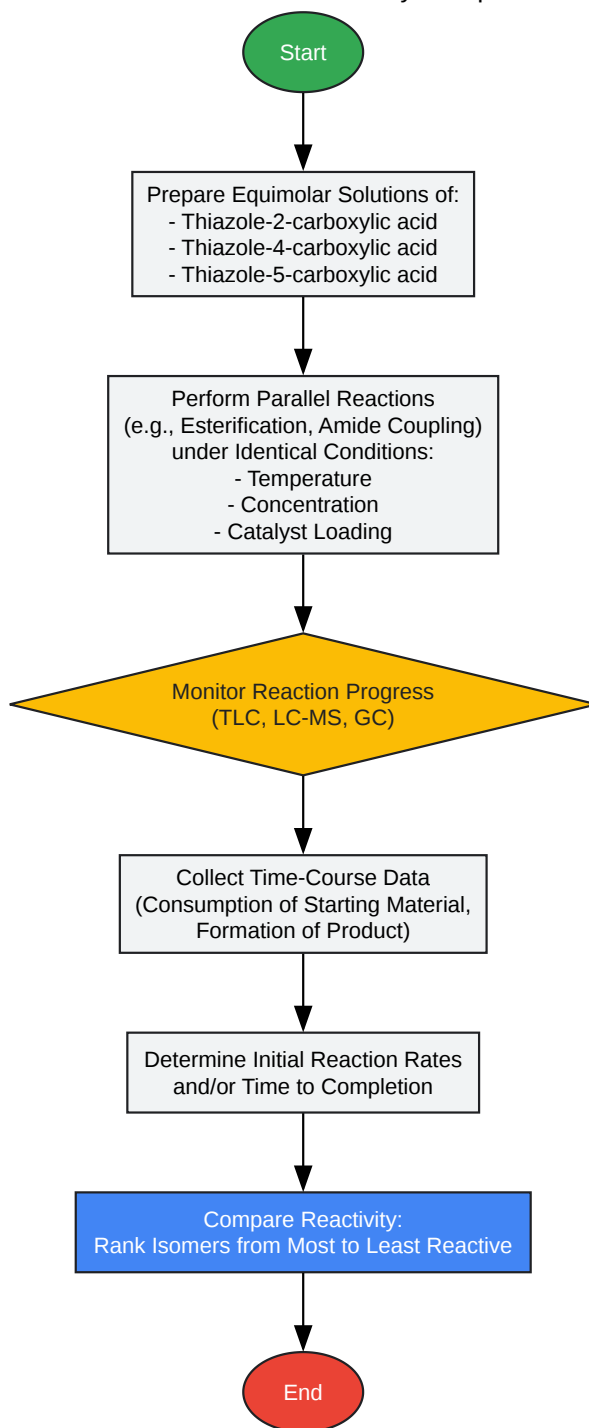 Start
Prepare Equimolar Solutions of:
- Thiazole-2-carboxylic acid
- Thiazole-4-carboxylic acid
- Thiazole-5-carboxylic acid
Perform Parallel Reactions
(e.g., Esterification, Amide Coupling)
under Identical Conditions:
- Temperature
- Concentration
- Catalyst Loading
Monitor Reaction Progress
(TLC, LC-MS, GC)
Collect Time-Course Data
(Consumption of Starting Material,
Formation of Product)
Determine Initial Reaction Rates
and/or Time to Completion
Compare Reactivity:
Rank Isomers from Most to Least Reactive
End